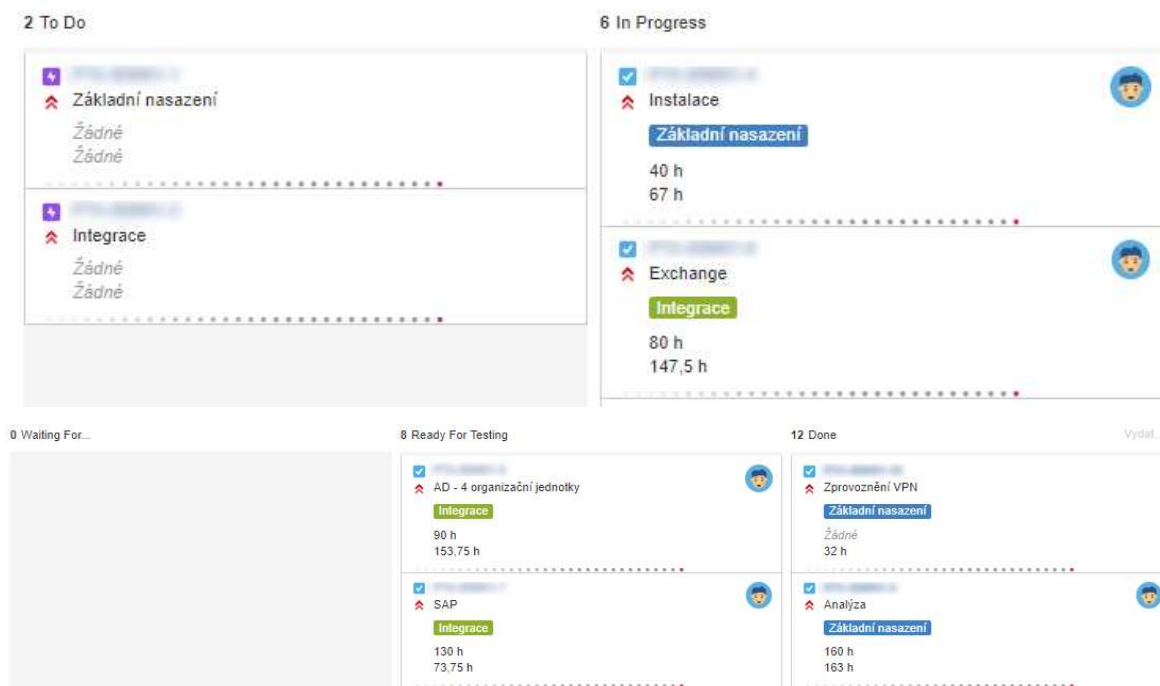 2 To Do
Základní nasazení
Žádné
Žádné
Integrace
Žádné
Žádné
6 In Progress
Instalace
Základní nasazení
40 h
67 h
Exchange
Integrace
80 h
147,5 h
0 Waiting For...
8 Ready For Testing
AD - 4 organizační jednotky
Integrace
90 h
153,75 h
SAP
Integrace
130 h
73,75 h
12 Done
Vydat...
Zprovoznění VPN
Základní nasazení
Žádné
32 h
Analýza
Základní nasazení
160 h
163 h